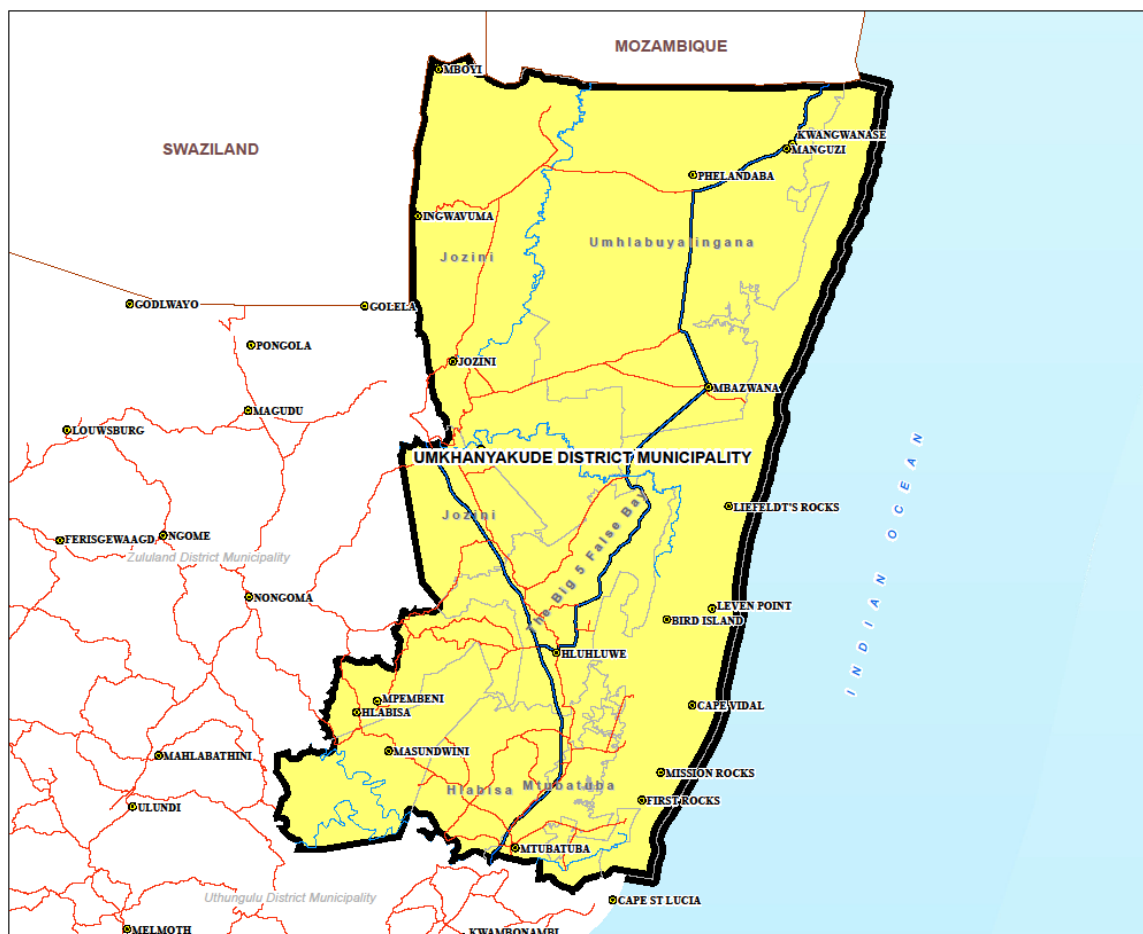 MOZAMBIQUE
MBOYI
KWANGWANASE
MANGUZI
SWAZILAND
PHELANDABA
INGWAVUMA
Umhlabuyalingana
Jozini
GODLWAYO
GOLELA
PONGOLA
JOZINI
MBAZWANA
MAGUDU
LOUWSBURG
UMKHANYAKUDE DISTRICT MUNICIPALITY
INDIAN OCEAN
LIEFELDT'S ROCKS
Jozini
The Big 5 False Bay
NGOME
FERISGEWAAGD
Zululand District Municipality
NONGOMA
LEVEN POINT
BIRD ISLAND
HLUHLUWE
MPEMBENI
HLABISA
CAPE VIDAL
MASUNDWINI
MAHLABATHINI
MISSION ROCKS
Hlabisa
Mtubatuba
FIRST ROCKS
ULUNDI
MTUBATUBA
Uthungulu District Municipality
CAPE ST LUCIA
MELMOTH
KWAMBONAMBI